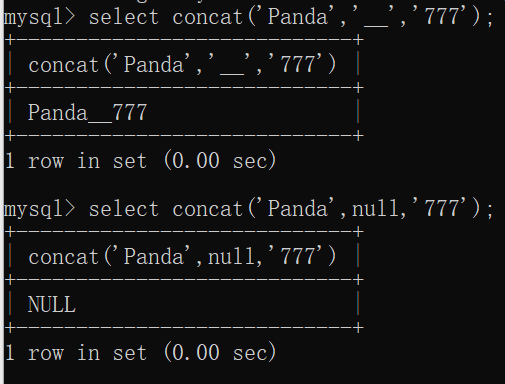 mysql> select concat('Panda','__','777');
+--------------------------------+
| concat('Panda','__','777') |
+--------------------------------+
| Panda__777 |
+--------------------------------+
1 row in set (0.00 sec)
mysql> select concat('Panda',null,'777');
+--------------------------------+
| concat('Panda',null,'777') |
+--------------------------------+
| NULL |
+--------------------------------+
1 row in set (0.00 sec)